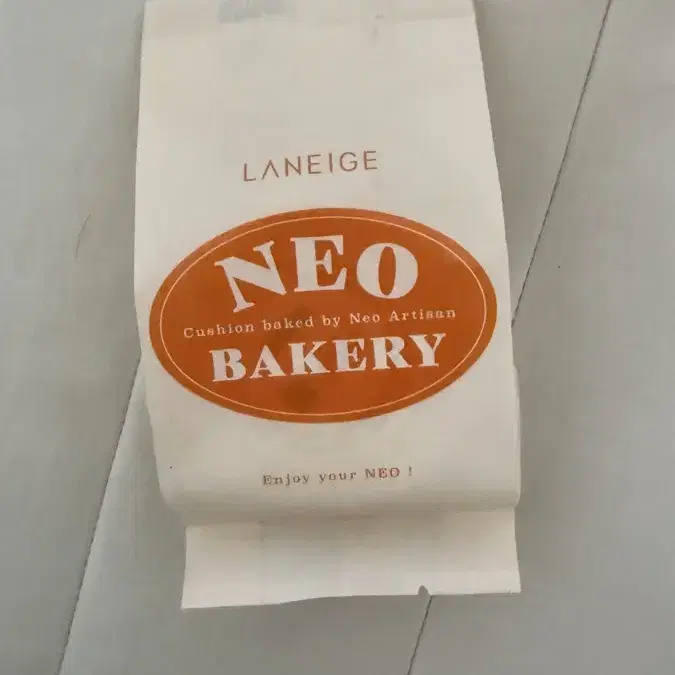 LANEIGE
NEO
Cushion baked by Neo Artisan
BAKERY
Enjoy your NEO !